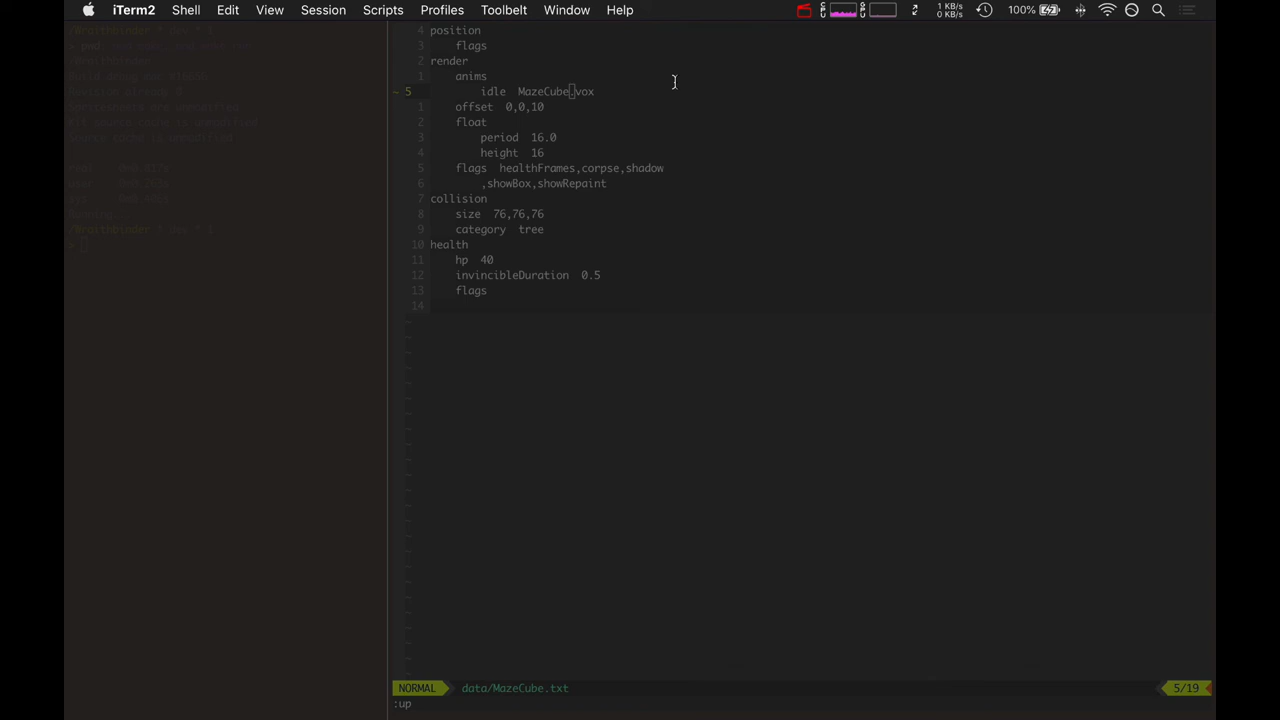 iTerm2 Shell Edit View Session Scripts Profiles Toolbelt Window Help 1 KB/s 0 KB/s 100%
4 position
3 flags
2 render
1 anims
~ 5 idle MazeCube.vox
1 offset 0,0,10
2 float
3 period 16.0
4 height 16
5 flags healthFrames,corpse,shadow
6 ,showBox,showRepaint
7 collision
8 size 76,76,76
9 category tree
10 health
11 hp 40
12 invincibleDuration 0.5
13 flags
14
NORMAL data/MazeCube.txt 5/19
:up